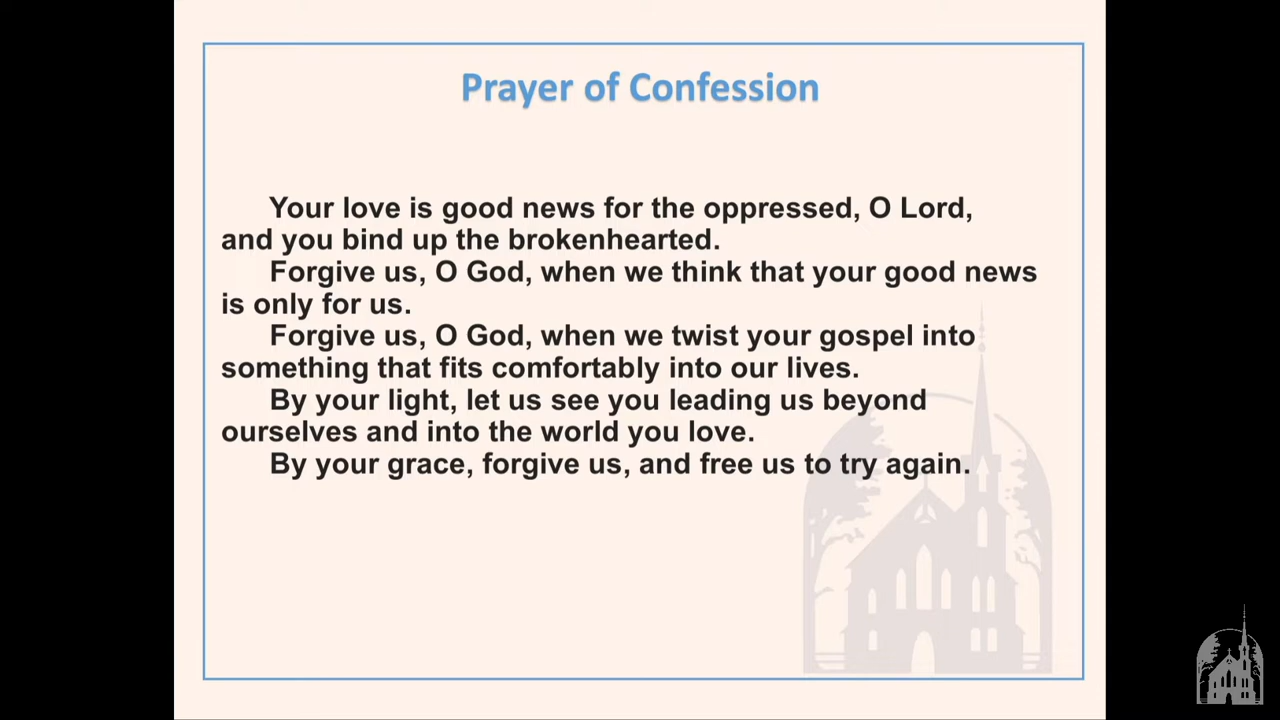 Prayer of Confession
Your love is good news for the oppressed, O Lord,
and you bind up the brokenhearted.
Forgive us, O God, when we think that your good news
is only for us.
Forgive us, O God, when we twist your gospel into
something that fits comfortably into our lives.
By your light, let us see you leading us beyond
ourselves and into the world you love.
By your grace, forgive us, and free us to try again.